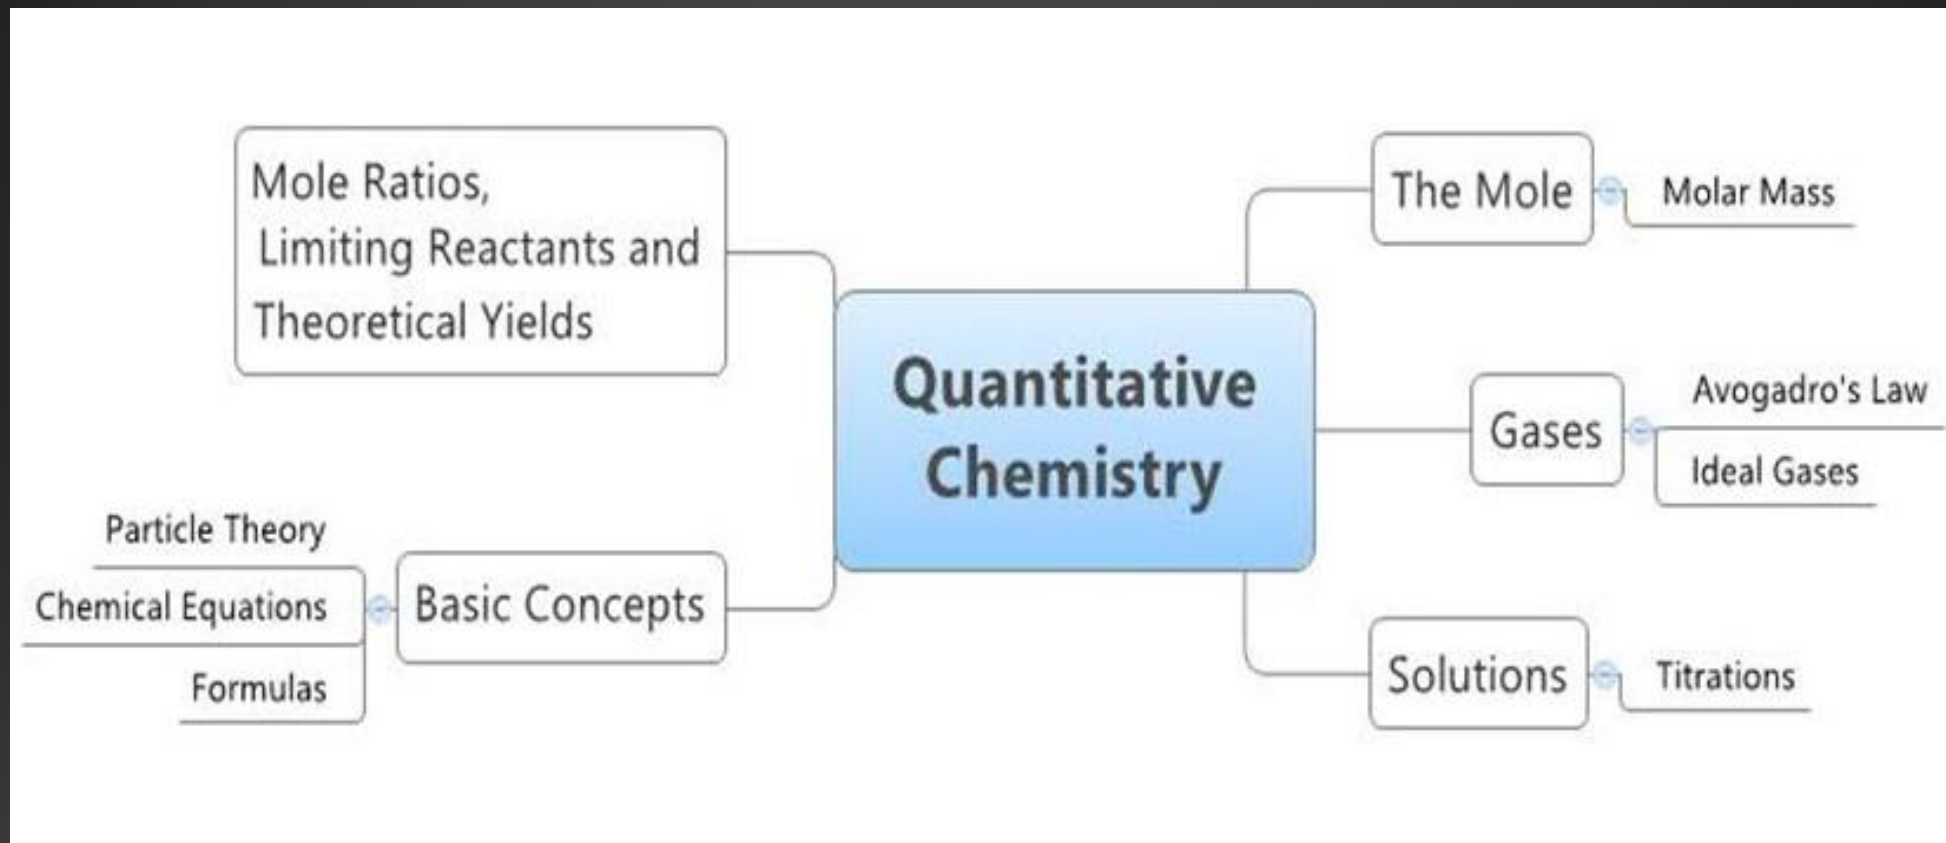 Mole Ratios,
Limiting Reactants and
Theoretical Yields
Particle Theory
Chemical Equations
Formulas
Basic Concepts
Quantitative
Chemistry
The Mole
Molar Mass
Gases
Avogadro's Law
Ideal Gases
Solutions
Titrations